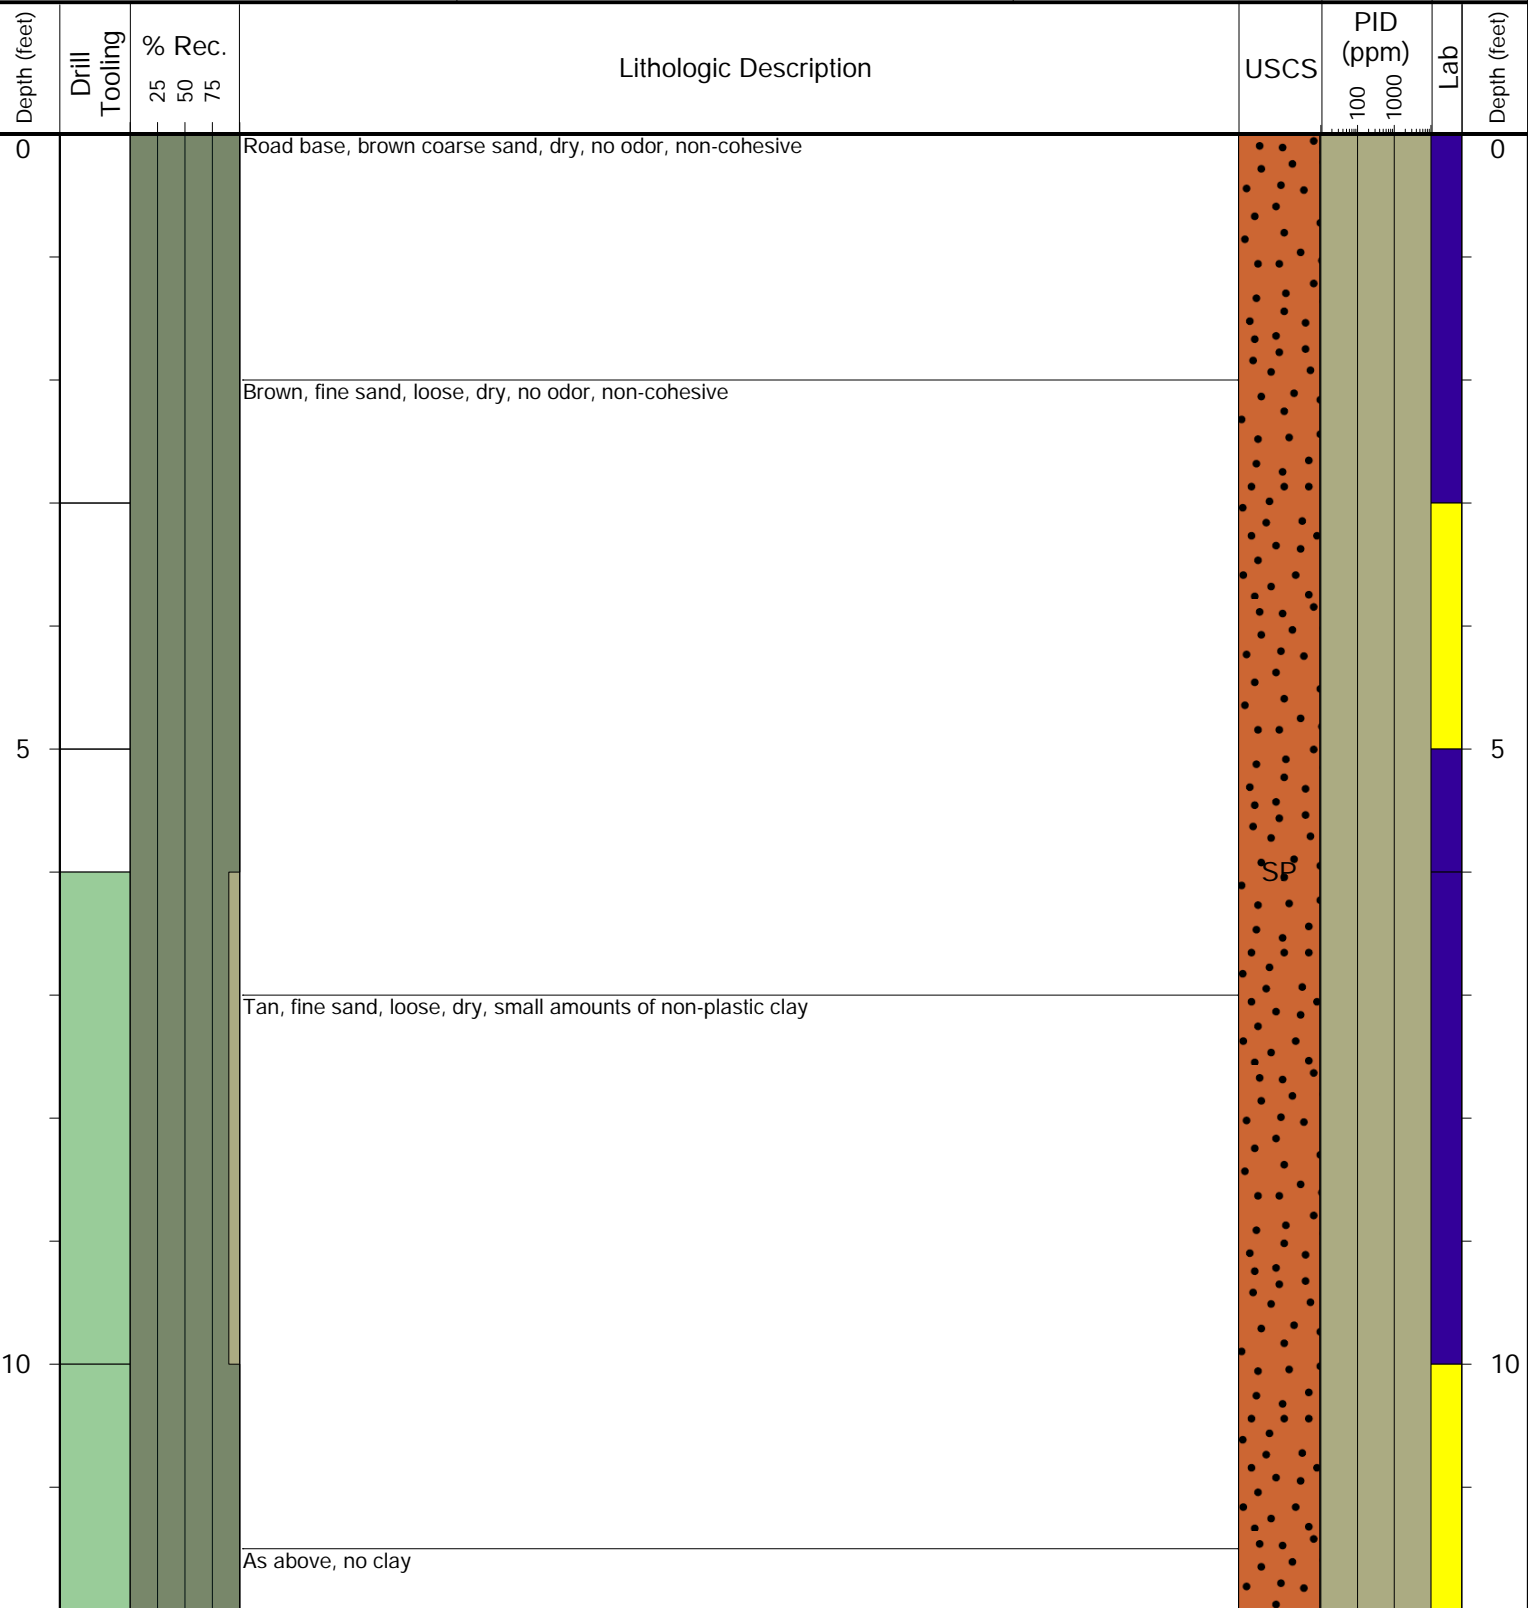 Depth (feet)
Drill
Tooling
% Rec.
25
50
75
Lithologic Description
USCS
PID
(ppm)
100
1000
Lab
Depth (feet)
0
Road base, brown coarse sand, dry, no odor, non-cohesive
0
Brown, fine sand, loose, dry, no odor, non-cohesive
5
5
SP
Tan, fine sand, loose, dry, small amounts of non-plastic clay
10
10
As above, no clay